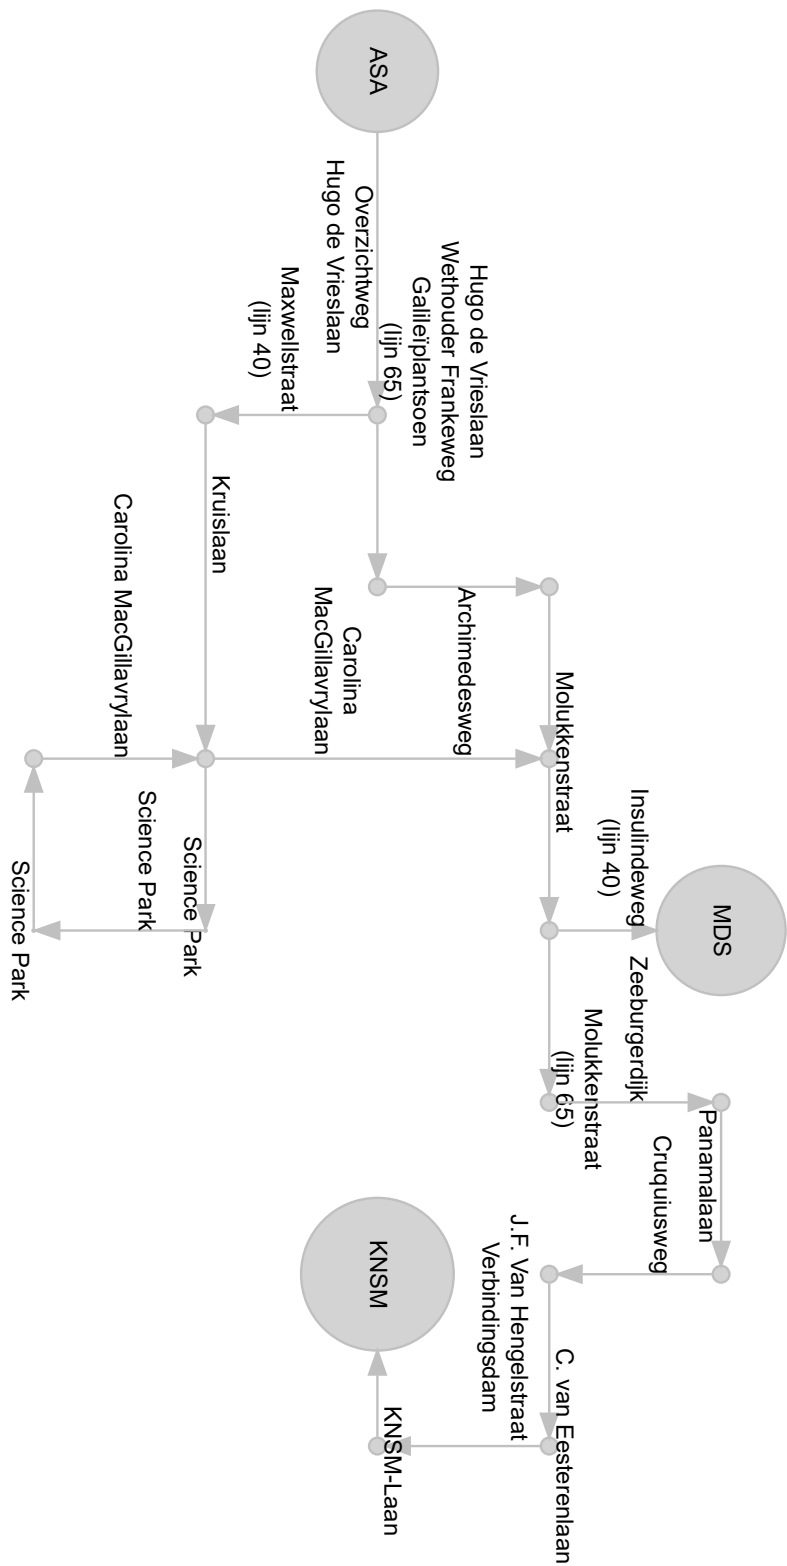 ASA
Overzichtweg
Hugo de Vrieslaan
Hugo de Vrieslaan
Wethouder Frankeweg
Galileïplantsoen
(lijn 65)
Maxwellstraat
(lijn 40)
Kruislaan
Carolina MacGillavrylaan
Archimedesweg
Carolina
MacGillavrylaan
Molukkenstraat
Science Park
Science Park
Science Park
Insulindeweg
(lijn 40)
MDS
Molukkenstraat
(lijn 65)
Zeeburgerdijk
Panamalaan
Cruquiusweg
C. van Eesterenlaan
J.F. Van Hengelstraat
Verbindingsdam
KNSM-Laan
KNSM